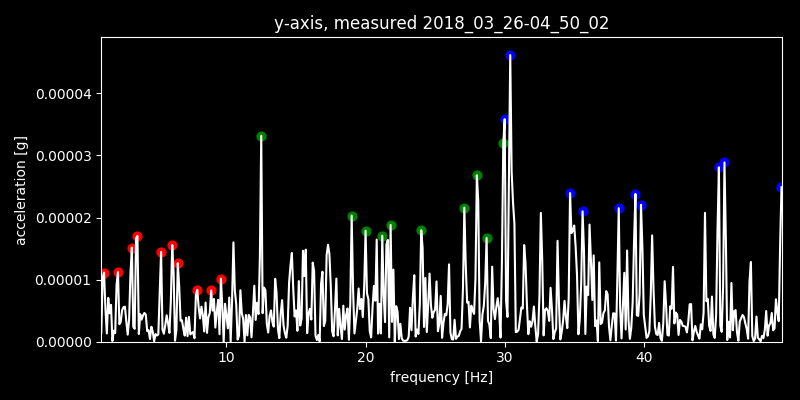 y-axis, measured 2018_03_26-04_50_02
acceleration [g]
0.00004
0.00003
0.00002
0.00001
0.00000
10 20 30 40
frequency [Hz]